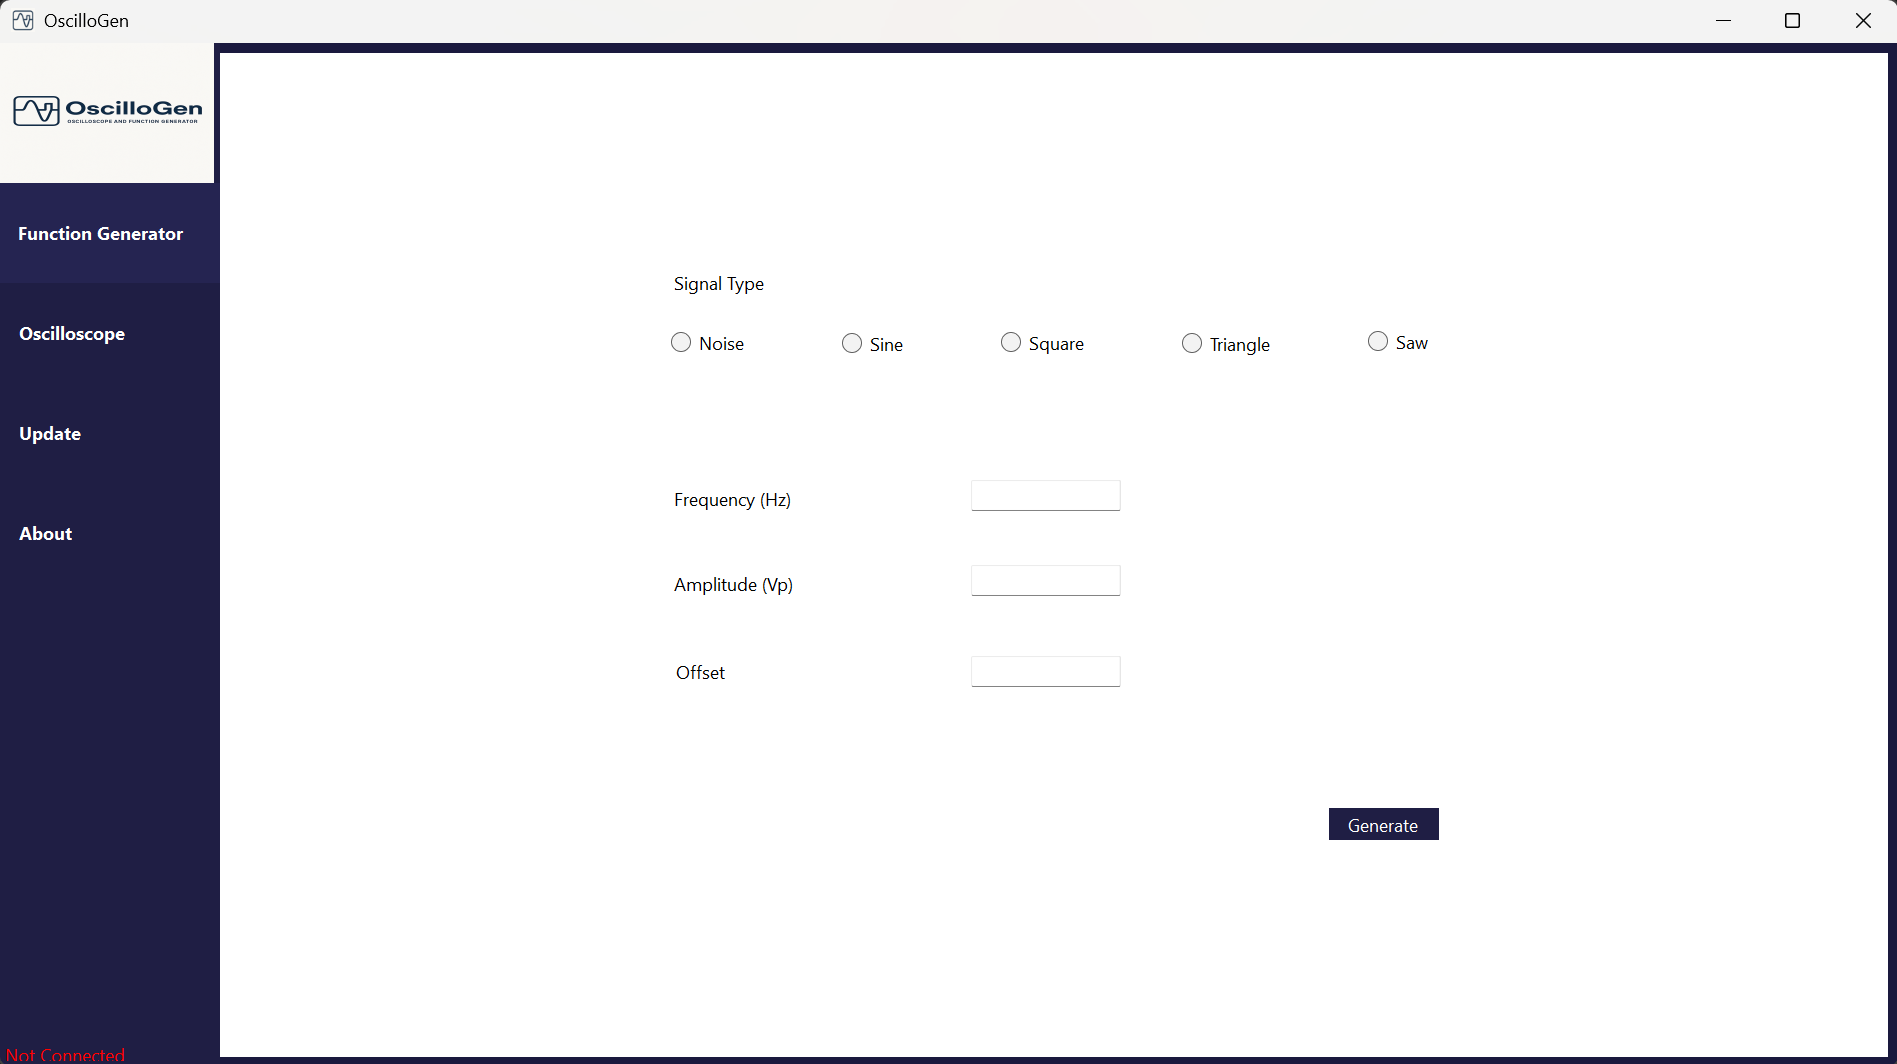 OscilloGen
OscilloGen
OSCILLOSCOPE AND FUNCTION GENERATOR
Function Generator
Oscilloscope
Update
About
Signal Type
Noise Sine Square Triangle Saw
Frequency (Hz)
Amplitude (Vp)
Offset
Generate
Not Connected